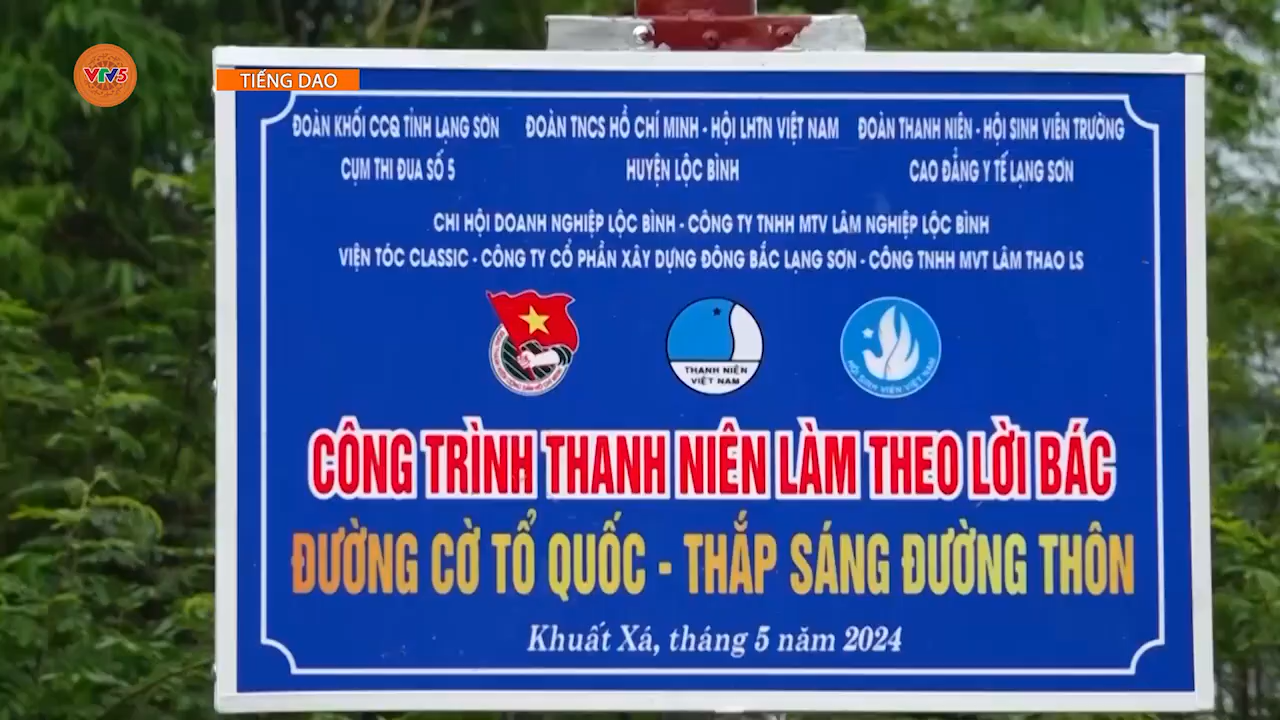 VTV5
TIẾNG DAO
ĐOÀN KHỐI CCQ TỈNH LẠNG SƠN ĐOÀN TNCS HỒ CHÍ MINH - HỘI LHTN VIỆT NAM ĐOÀN THANH NIÊN - HỘI SINH VIÊN TRƯỜNG
CỤM THI ĐUA SỐ 5 HUYỆN LỘC BÌNH CAO ĐẲNG Y TẾ LẠNG SƠN
CHI HỘI DOANH NGHIỆP LỘC BÌNH - CÔNG TY TNHH MTV LÂM NGHIỆP LỘC BÌNH
VIỆN TÓC CLASSIC - CÔNG TY CỔ PHẦN XÂY DỰNG ĐÔNG BẮC LẠNG SƠN - CÔNG TNHH MVT LÂM THAO LS
THANH NIÊN
VIỆT NAM
HỘI SINH VIÊN VIỆT NAM
CÔNG TRÌNH THANH NIÊN LÀM THEO LỜI BÁC
ĐƯỜNG CỜ TỔ QUỐC - THẮP SÁNG ĐƯỜNG THÔN
Khuất Xá, tháng 5 năm 2024